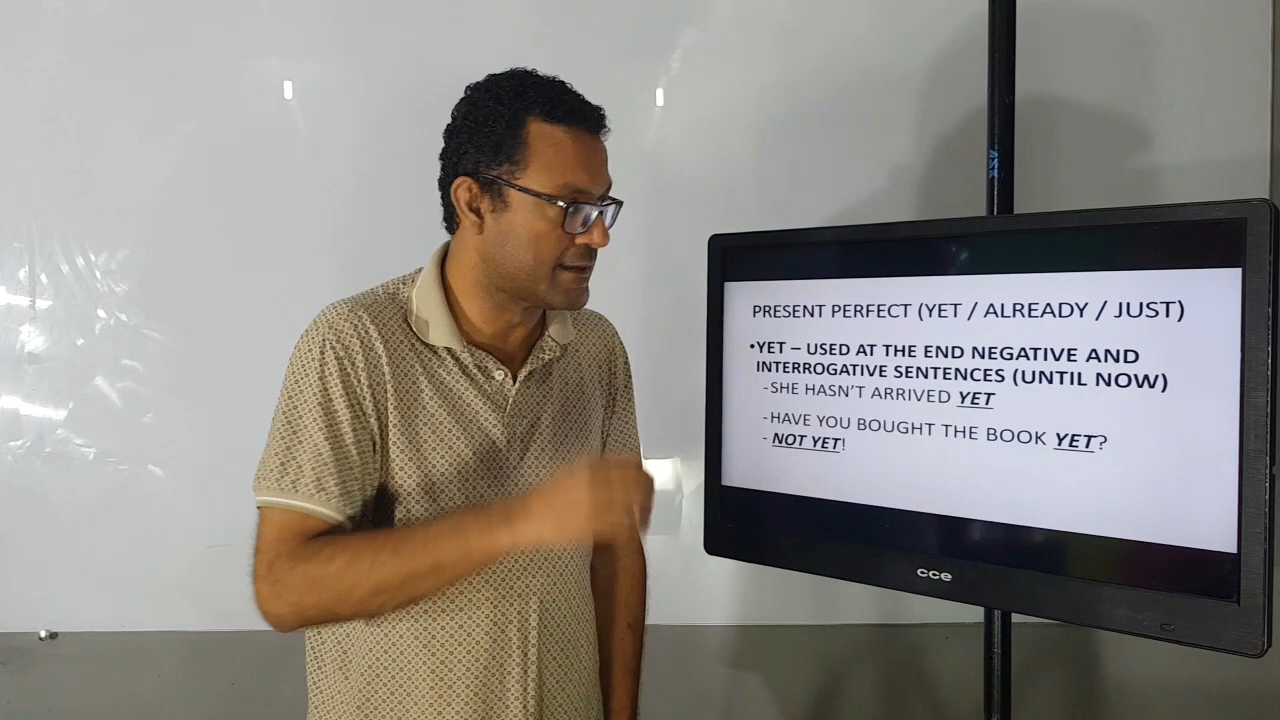 PRESENT PERFECT (YET / ALREADY / JUST)
•YET – USED AT THE END NEGATIVE AND
INTERROGATIVE SENTENCES (UNTIL NOW)
-SHE HASN'T ARRIVED YET
-HAVE YOU BOUGHT THE BOOK YET?
- NOT YET!
cce